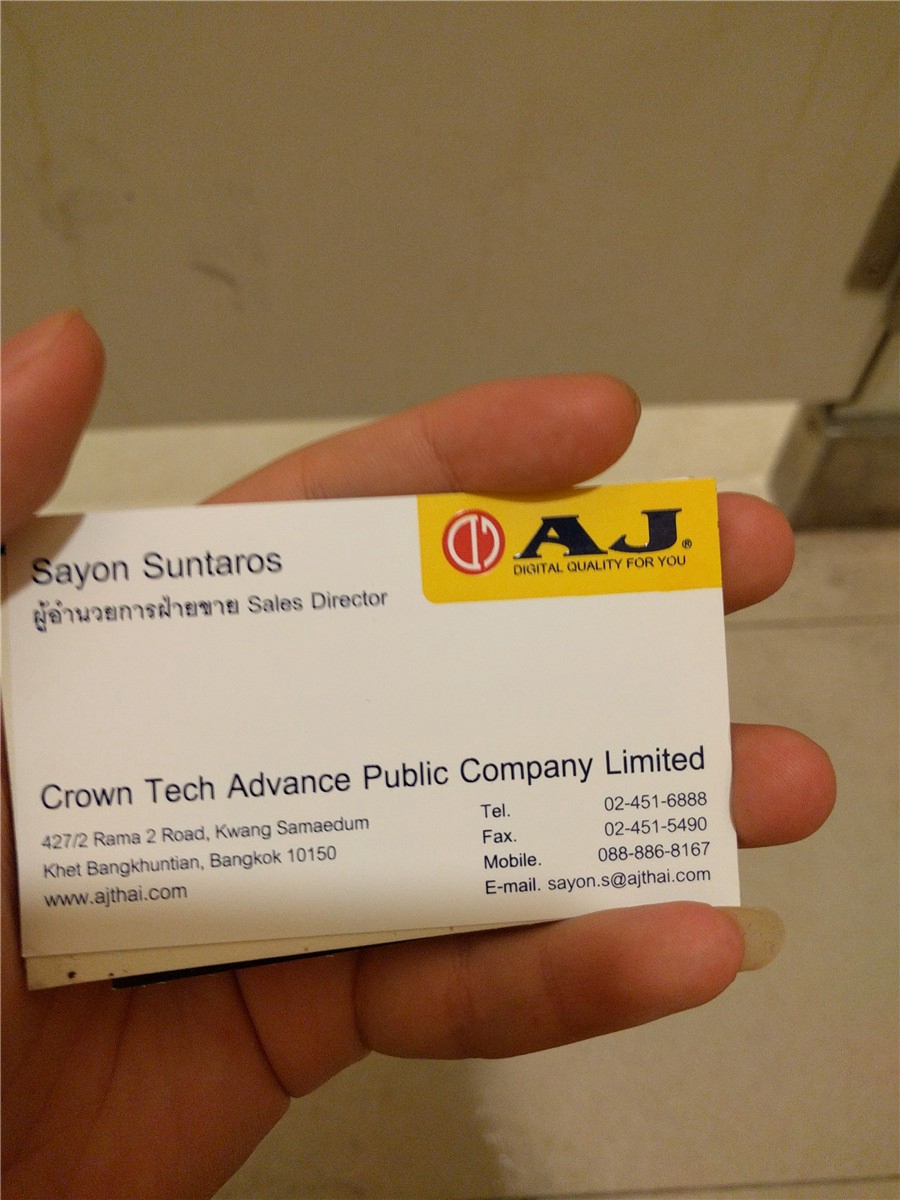 AJ®
DIGITAL QUALITY FOR YOU
Sayon Suntaros
ผู้อำนวยการฝ่ายขาย Sales Director
Crown Tech Advance Public Company Limited
427/2 Rama 2 Road, Kwang Samaedum
Khet Bangkhuntian, Bangkok 10150
www.ajthai.com
Tel. 02-451-6888
Fax. 02-451-5490
Mobile. 088-886-8167
E-mail. sayon.s@ajthai.com